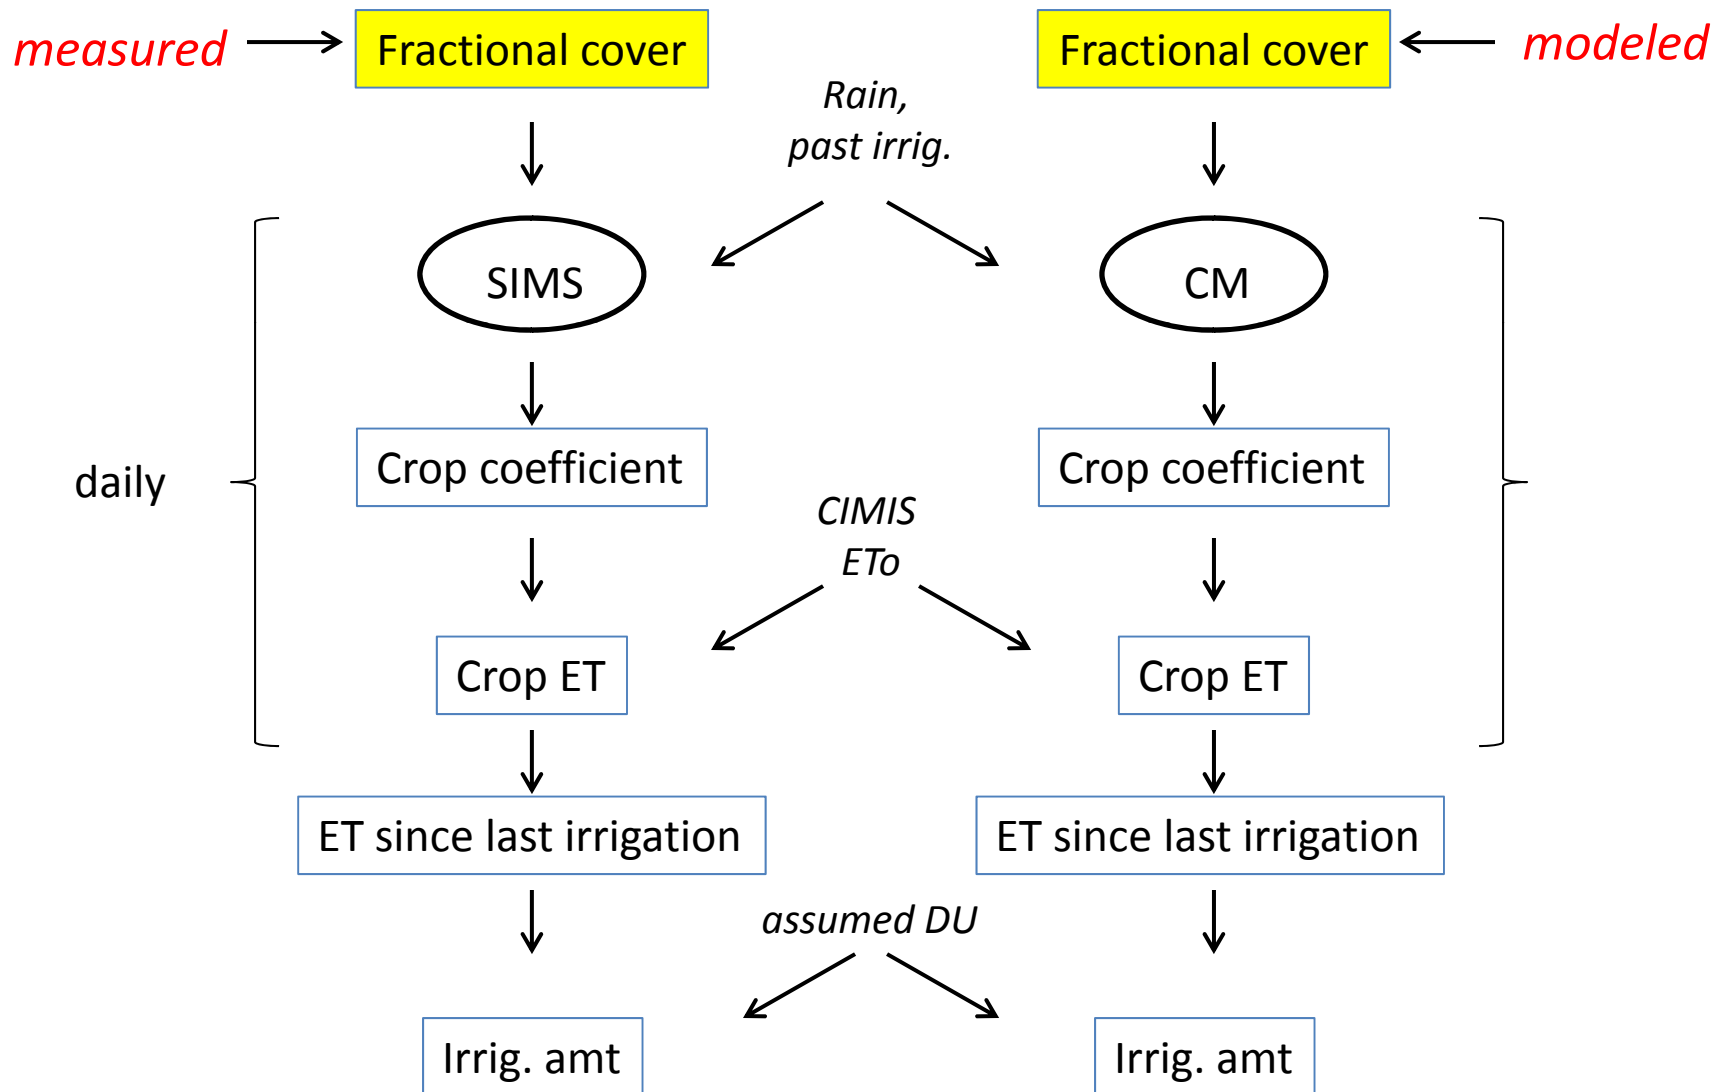 measured
Fractional cover
Fractional cover
modeled
Rain,
past irrig.
SIMS
CM
Crop coefficient
Crop coefficient
daily
CIMIS
ETo
Crop ET
Crop ET
ET since last irrigation
ET since last irrigation
assumed DU
Irrig. amt
Irrig. amt